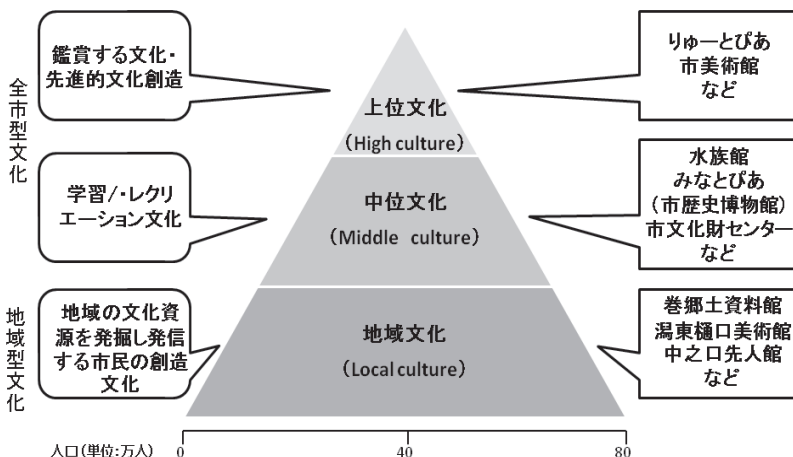 全市型文化
鑑賞する文化・
先進的文化創造
上位文化
(High culture)
りゅーとぴあ
市美術館
など
学習/・レクリ
エーション文化
中位文化
(Middle culture)
水族館
みなとぴあ
(市歴史博物館)
市文化財センター
など
地域型文化
地域の文化資
源を発掘し発信
する市民の創造
文化
地域文化
(Local culture)
巻郷土資料館
潟東樋口美術館
中之口先人館
など
人口(単位:万人) 0 40 80